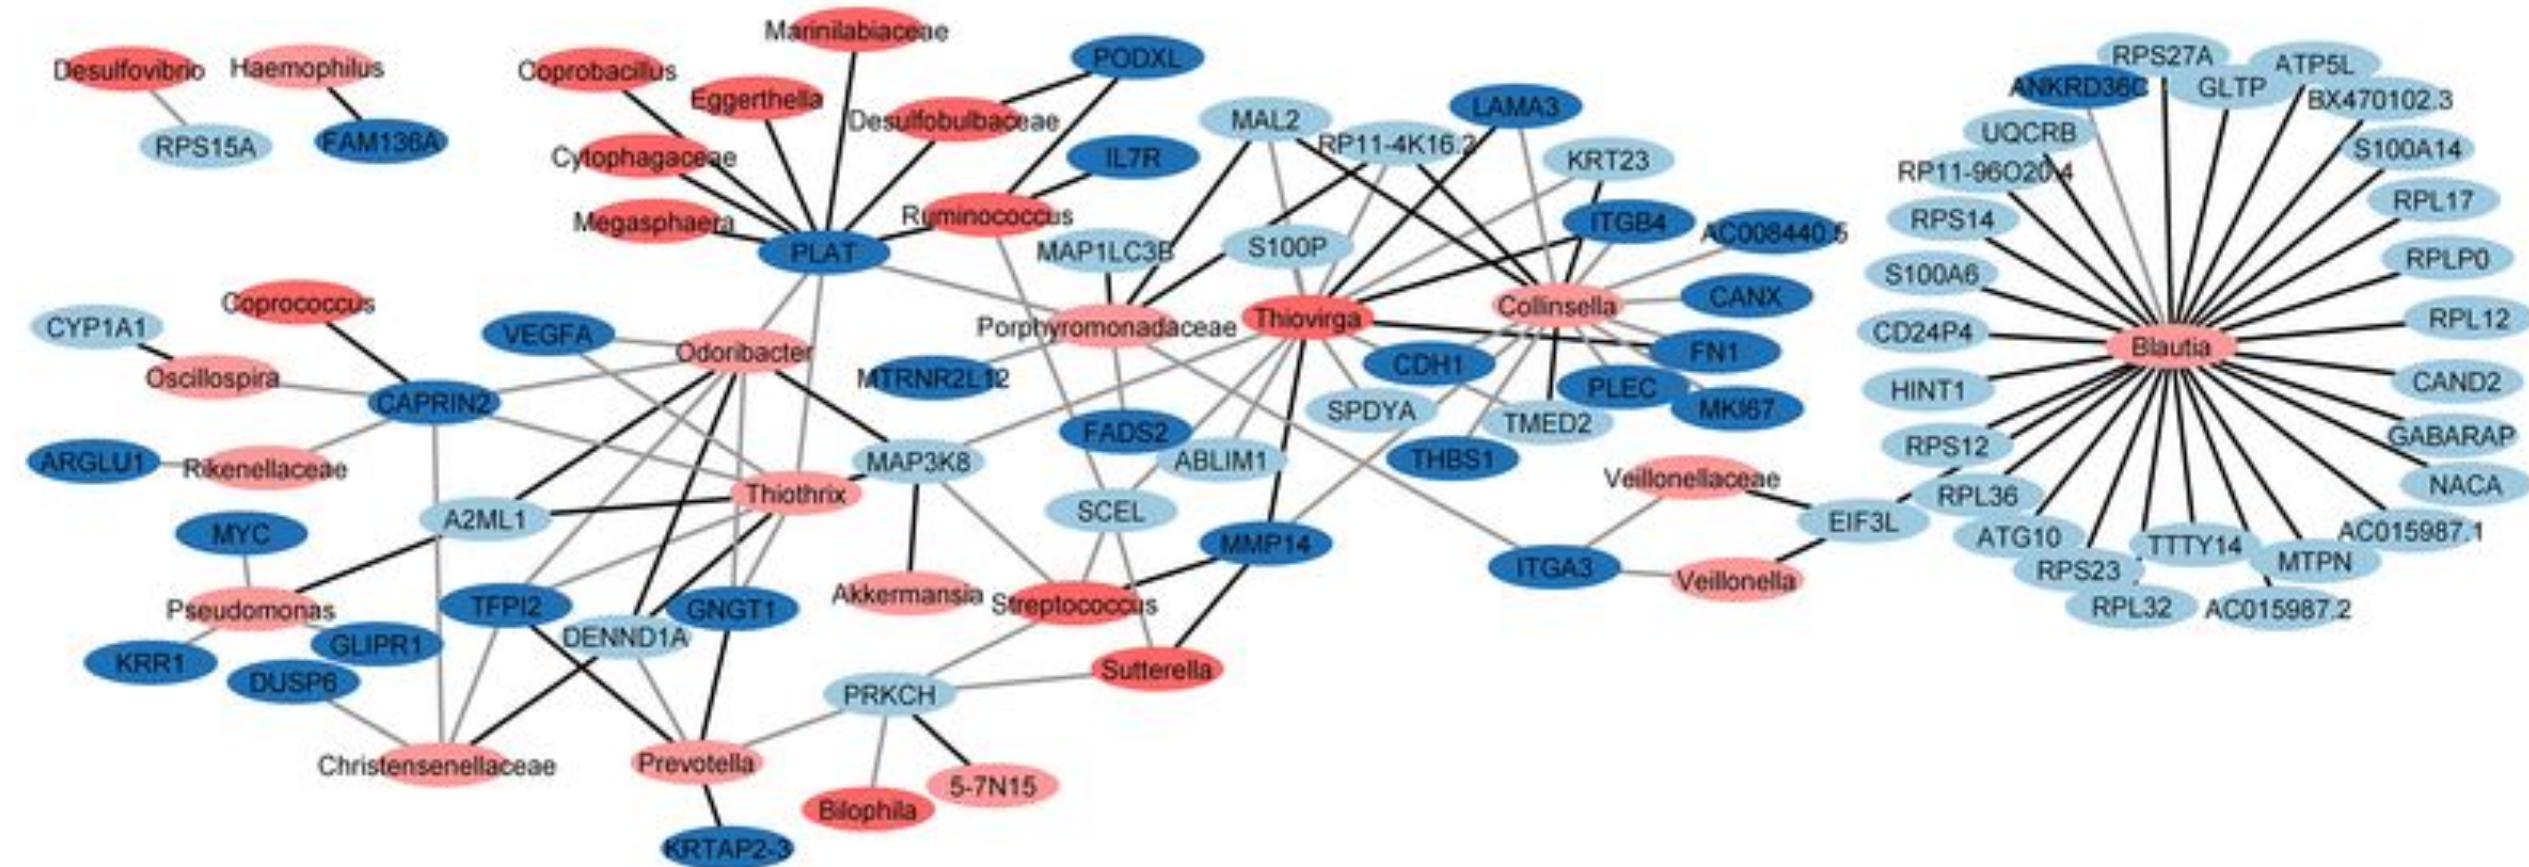 Desulfovibrio
Haemophilus
RPS15A
FAM136A
Coprobacillus
Marinilabiaceae
Eggerthella
Desulfobulbaceae
PODXL
Cytophagaceae
IL7R
Megasphaera
Ruminococcus
PLAT
MAL2
RP11-4K16.2
LAMA3
KRT23
MAP1LC3B
S100P
ITGB4
AC008440.5
CANX
Porphyromonadaceae
Thiovirga
Collinsella
FN1
CYP1A1
Coprococcus
VEGFA
Odoribacter
Oscillospira
CAPRIN2
MTRNR2L12
CDH1
PLEC
MKI67
SPDYA
TMED2
FADS2
ABLIM1
THBS1
ARGLU1
Rikenellaceae
MAP3K8
Thiothrix
A2ML1
SCEL
MYC
MMP14
Veillonellaceae
EIF3L
ITGA3
Veillonella
Pseudomonas
TFPI2
GNGT1
Akkermansia
Streptococcus
KRR1
GLIPR1
DENND1A
DUSP6
PRKCH
Sutterella
Christensenellaceae
Prevotella
5-7N15
Bilophila
KRTAP2-3
RPS27A
ATP5L
ANKRD36C
GLTP
BX470102.3
UQCRB
S100A14
RP11-96O20.4
RPL17
RPS14
RPLP0
S100A6
RPL12
CD24P4
Blautia
HINT1
CAND2
RPS12
GABARAP
RPL36
NACA
ATG10
TTTY14
AC015987.1
RPS23
MTPN
RPL32
AC015987.2